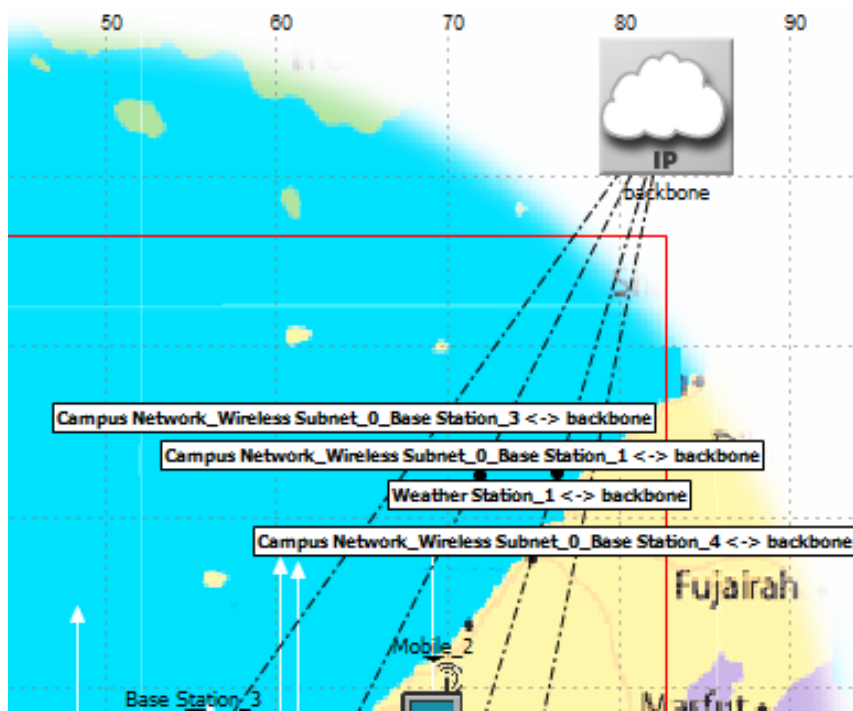 50 60 70 80 90
IP
backbone
Campus Network_Wireless Subnet_0_Base Station_3 <-> backbone
Campus Network_Wireless Subnet_0_Base Station_1 <-> backbone
Weather Station_1 <-> backbone
Campus Network_Wireless Subnet_0_Base Station_4 <-> backbone
Fujairah
Mobile_2
Base Station_3